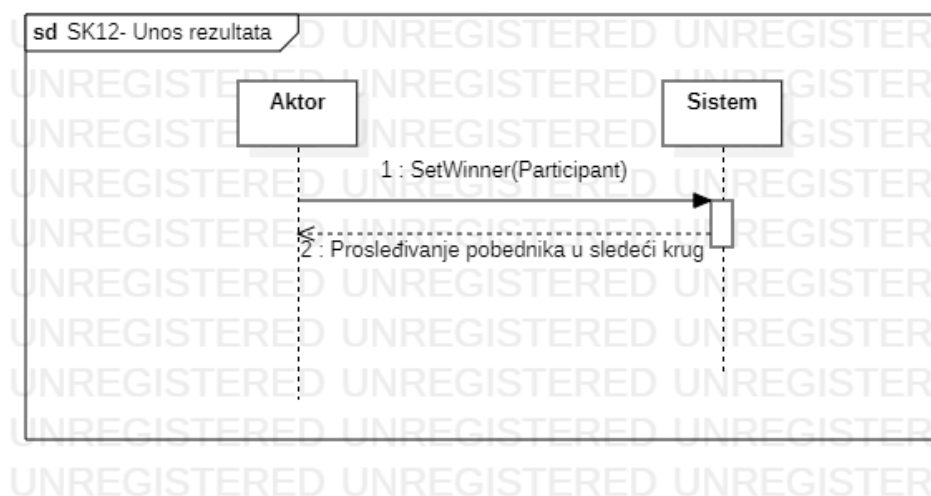 sd SK12- Unos rezultata
Aktor
Sistem
1 : SetWinner(Participant)
2 : Prosleđivanje pobednika u sledeći krug
UNREGISTERED UNREGISTERED UNREGISTER